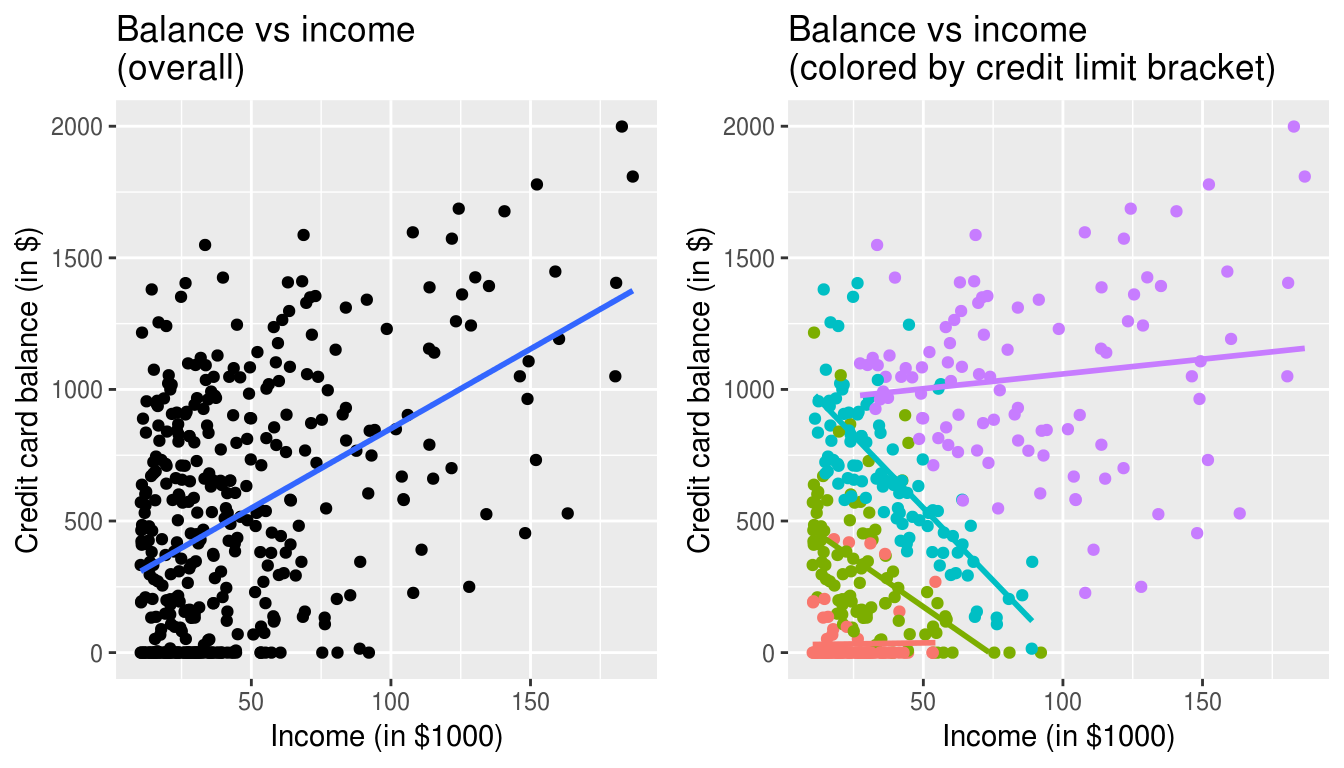 Balance vs income
(overall)
Credit card balance (in $)
2000
1500
1000
500
0
50 100 150
Income (in $1000)
Balance vs income
(colored by credit limit bracket)
Credit card balance (in $)
2000
1500
1000
500
0
50 100 150
Income (in $1000)